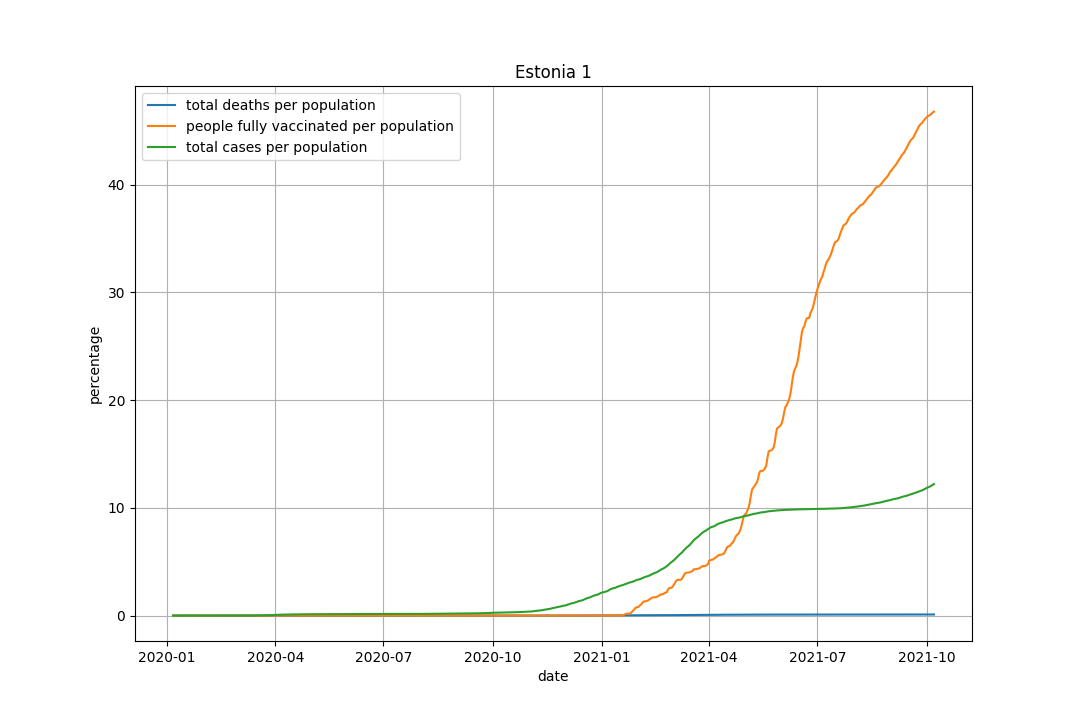 Estonia 1
total deaths per population
people fully vaccinated per population
total cases per population
percentage
40
30
20
10
0
2020-01 2020-04 2020-07 2020-10 2021-01 2021-04 2021-07 2021-10
date